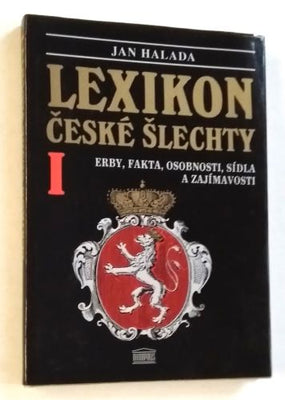 JAN HALADA
LEXIKON
ČESKÉ ŠLECHTY
I
ERBY, FAKTA, OSOBNOSTI, SÍDLA
A ZAJÍMAVOSTI